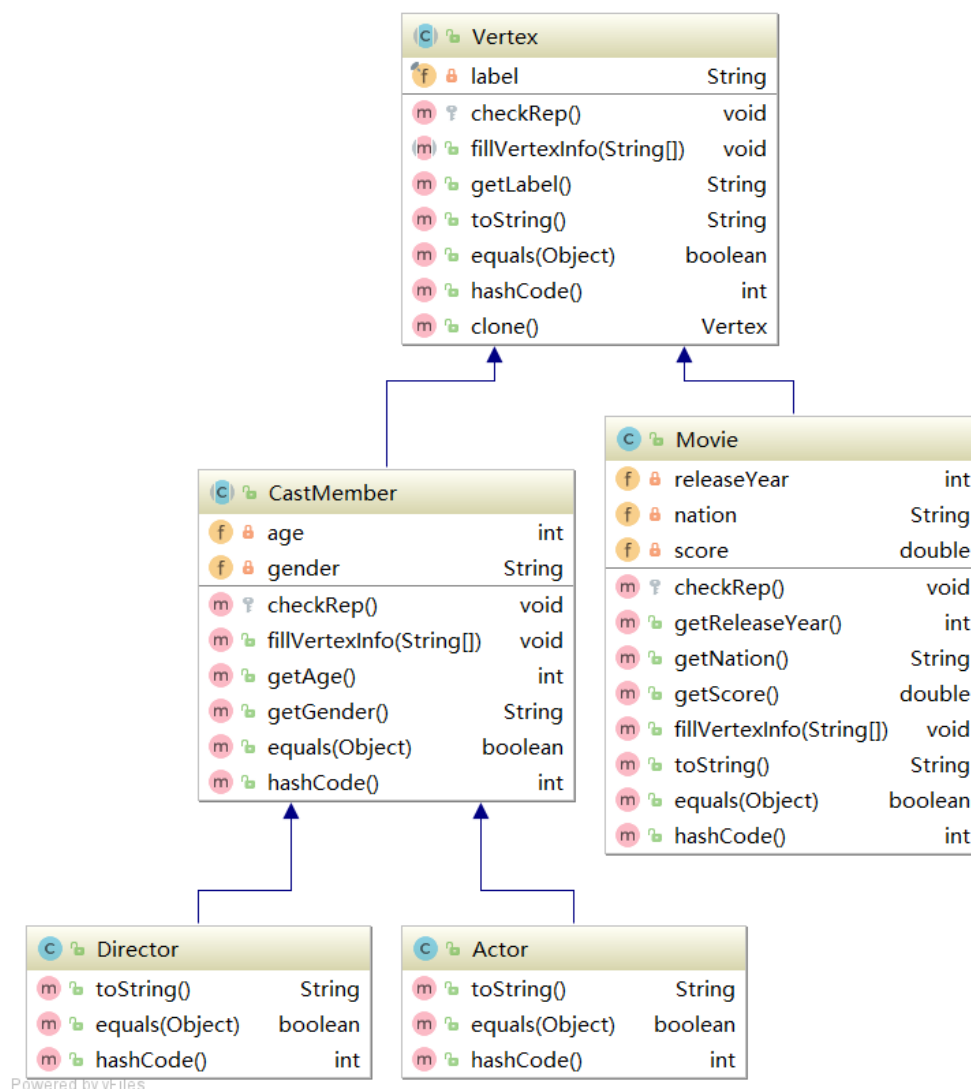 Vertex
label String
checkRep() void
fillVertexInfo(String[]) void
getLabel() String
toString() String
equals(Object) boolean
hashCode() int
clone() Vertex
CastMember
age int
gender String
checkRep() void
fillVertexInfo(String[]) void
getAge() int
getGender() String
equals(Object) boolean
hashCode() int
Movie
releaseYear int
nation String
score double
checkRep() void
getReleaseYear() int
getNation() String
getScore() double
fillVertexInfo(String[]) void
toString() String
equals(Object) boolean
hashCode() int
Director
toString() String
equals(Object) boolean
hashCode() int
Actor
toString() String
equals(Object) boolean
hashCode() int
Powered by yFiles